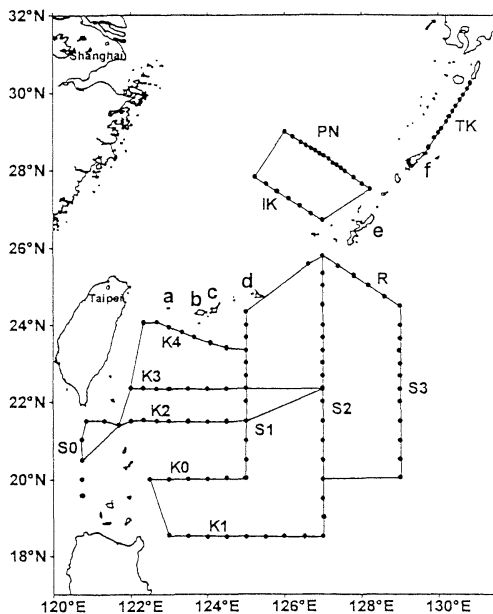 32°N
Shanghai
30°N
TK
PN
28°N
f
IK
e
26°N
R
d
Taipei
a
b
c
24°N
K4
K3
S3
22°N
K2
S2
S1
S0
K0
20°N
K1
18°N
120°E
122°E
124°E
126°E
128°E
130°E